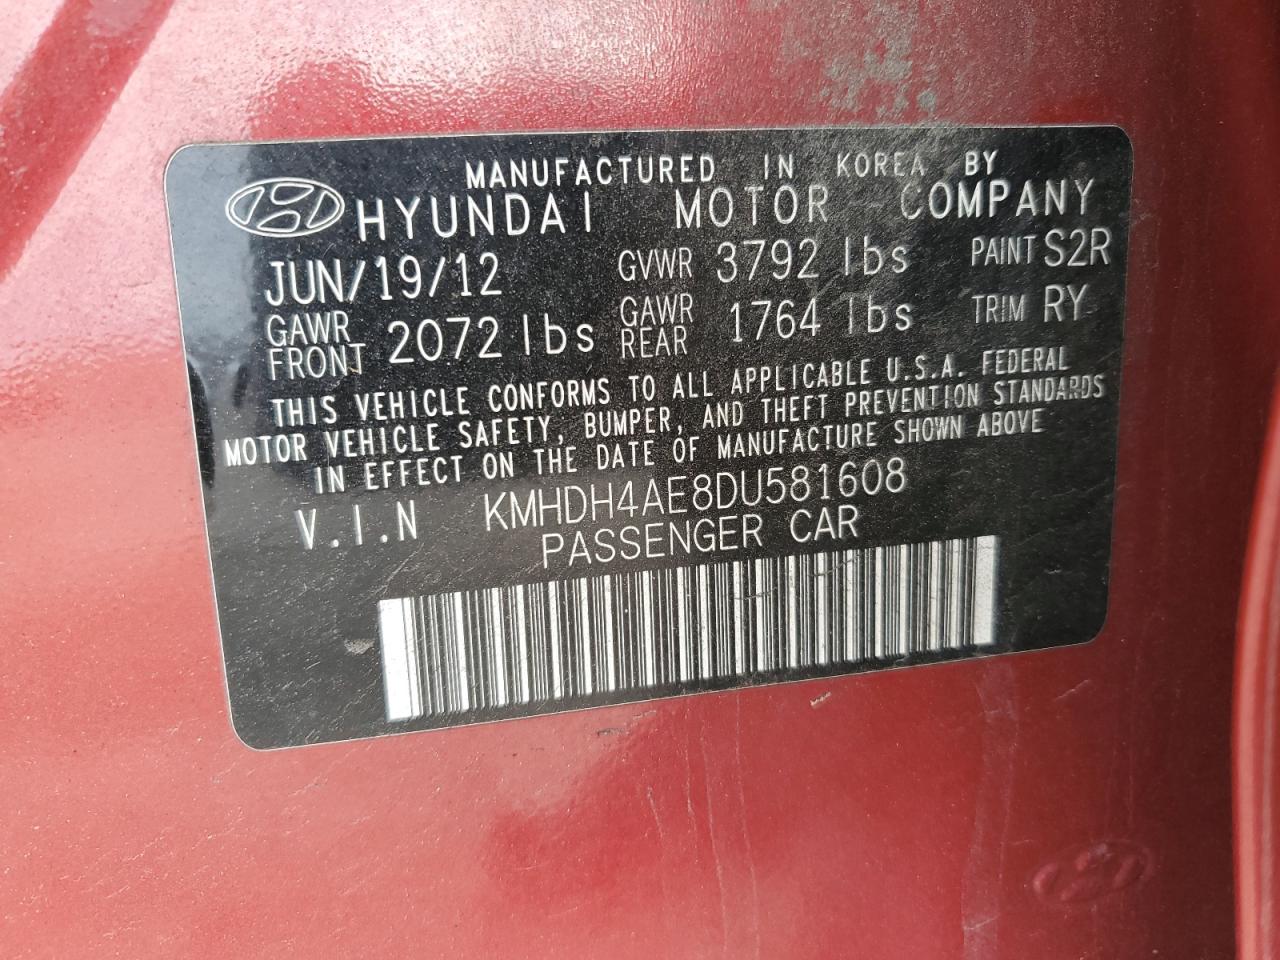 MANUFACTURED IN KOREA BY
HYUNDAI MOTOR COMPANY
JUN/19/12 GVWR 3792 lbs PAINT S2R
GAWR FRONT 2072 lbs GAWR REAR 1764 lbs TRIM RY
THIS VEHICLE CONFORMS TO ALL APPLICABLE U.S.A. FEDERAL
MOTOR VEHICLE SAFETY, BUMPER, AND THEFT PREVENTION STANDARDS
IN EFFECT ON THE DATE OF MANUFACTURE SHOWN ABOVE
V.I.N KMHDH4AE8DU581608
PASSENGER CAR